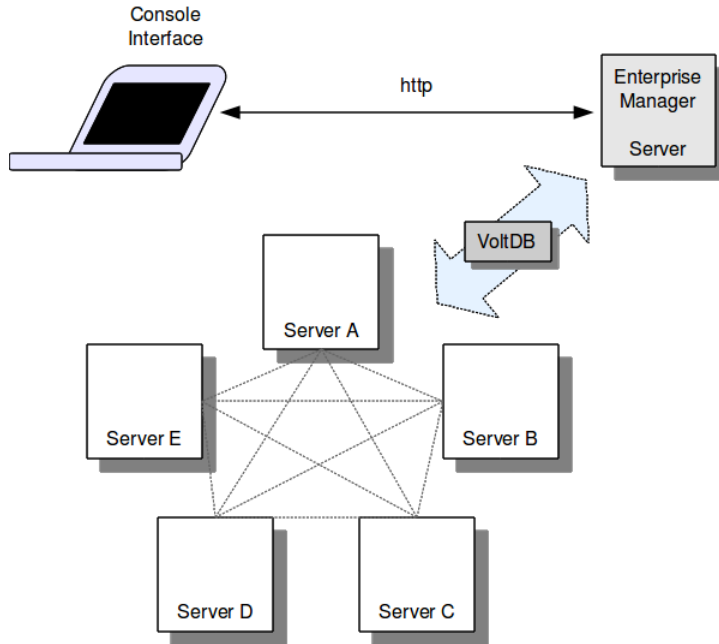 Console
Interface
http
Enterprise
Manager
Server
VoltDB
Server A
Server E
Server B
Server D
Server C